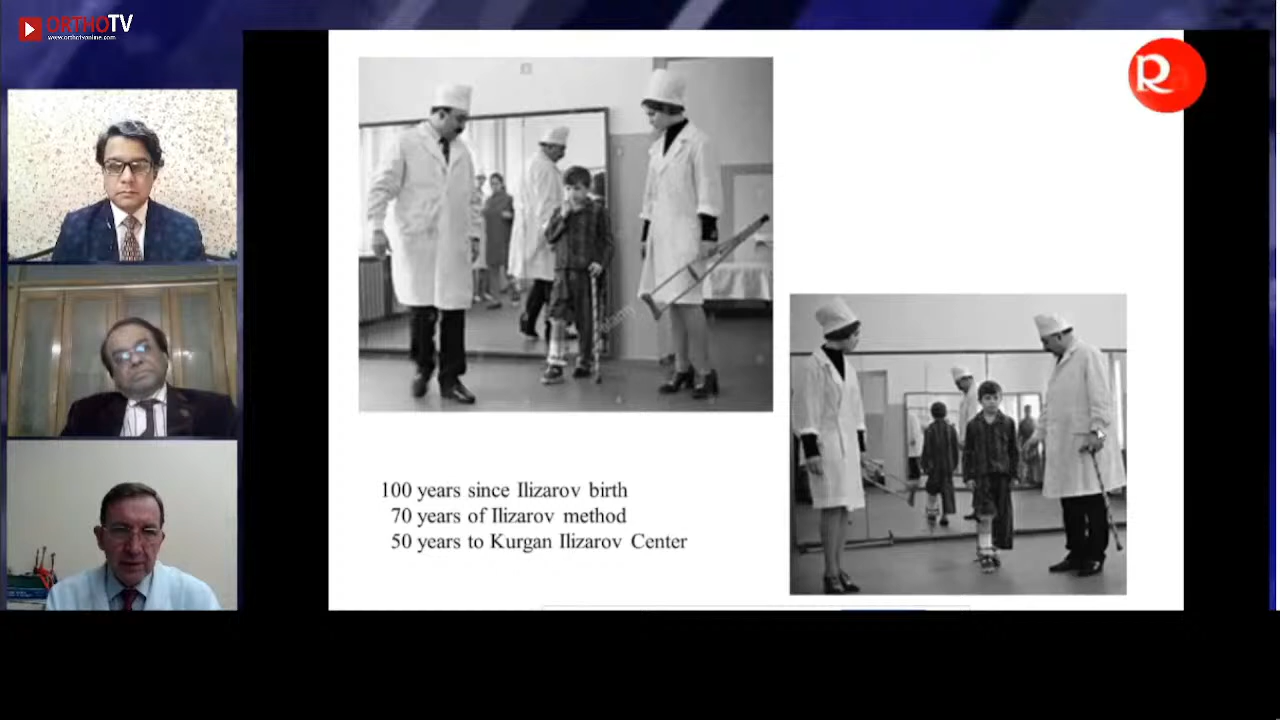 ORTHOTV
www.orthotvonline.com
R
100 years since Ilizarov birth
70 years of Ilizarov method
50 years to Kurgan Ilizarov Center